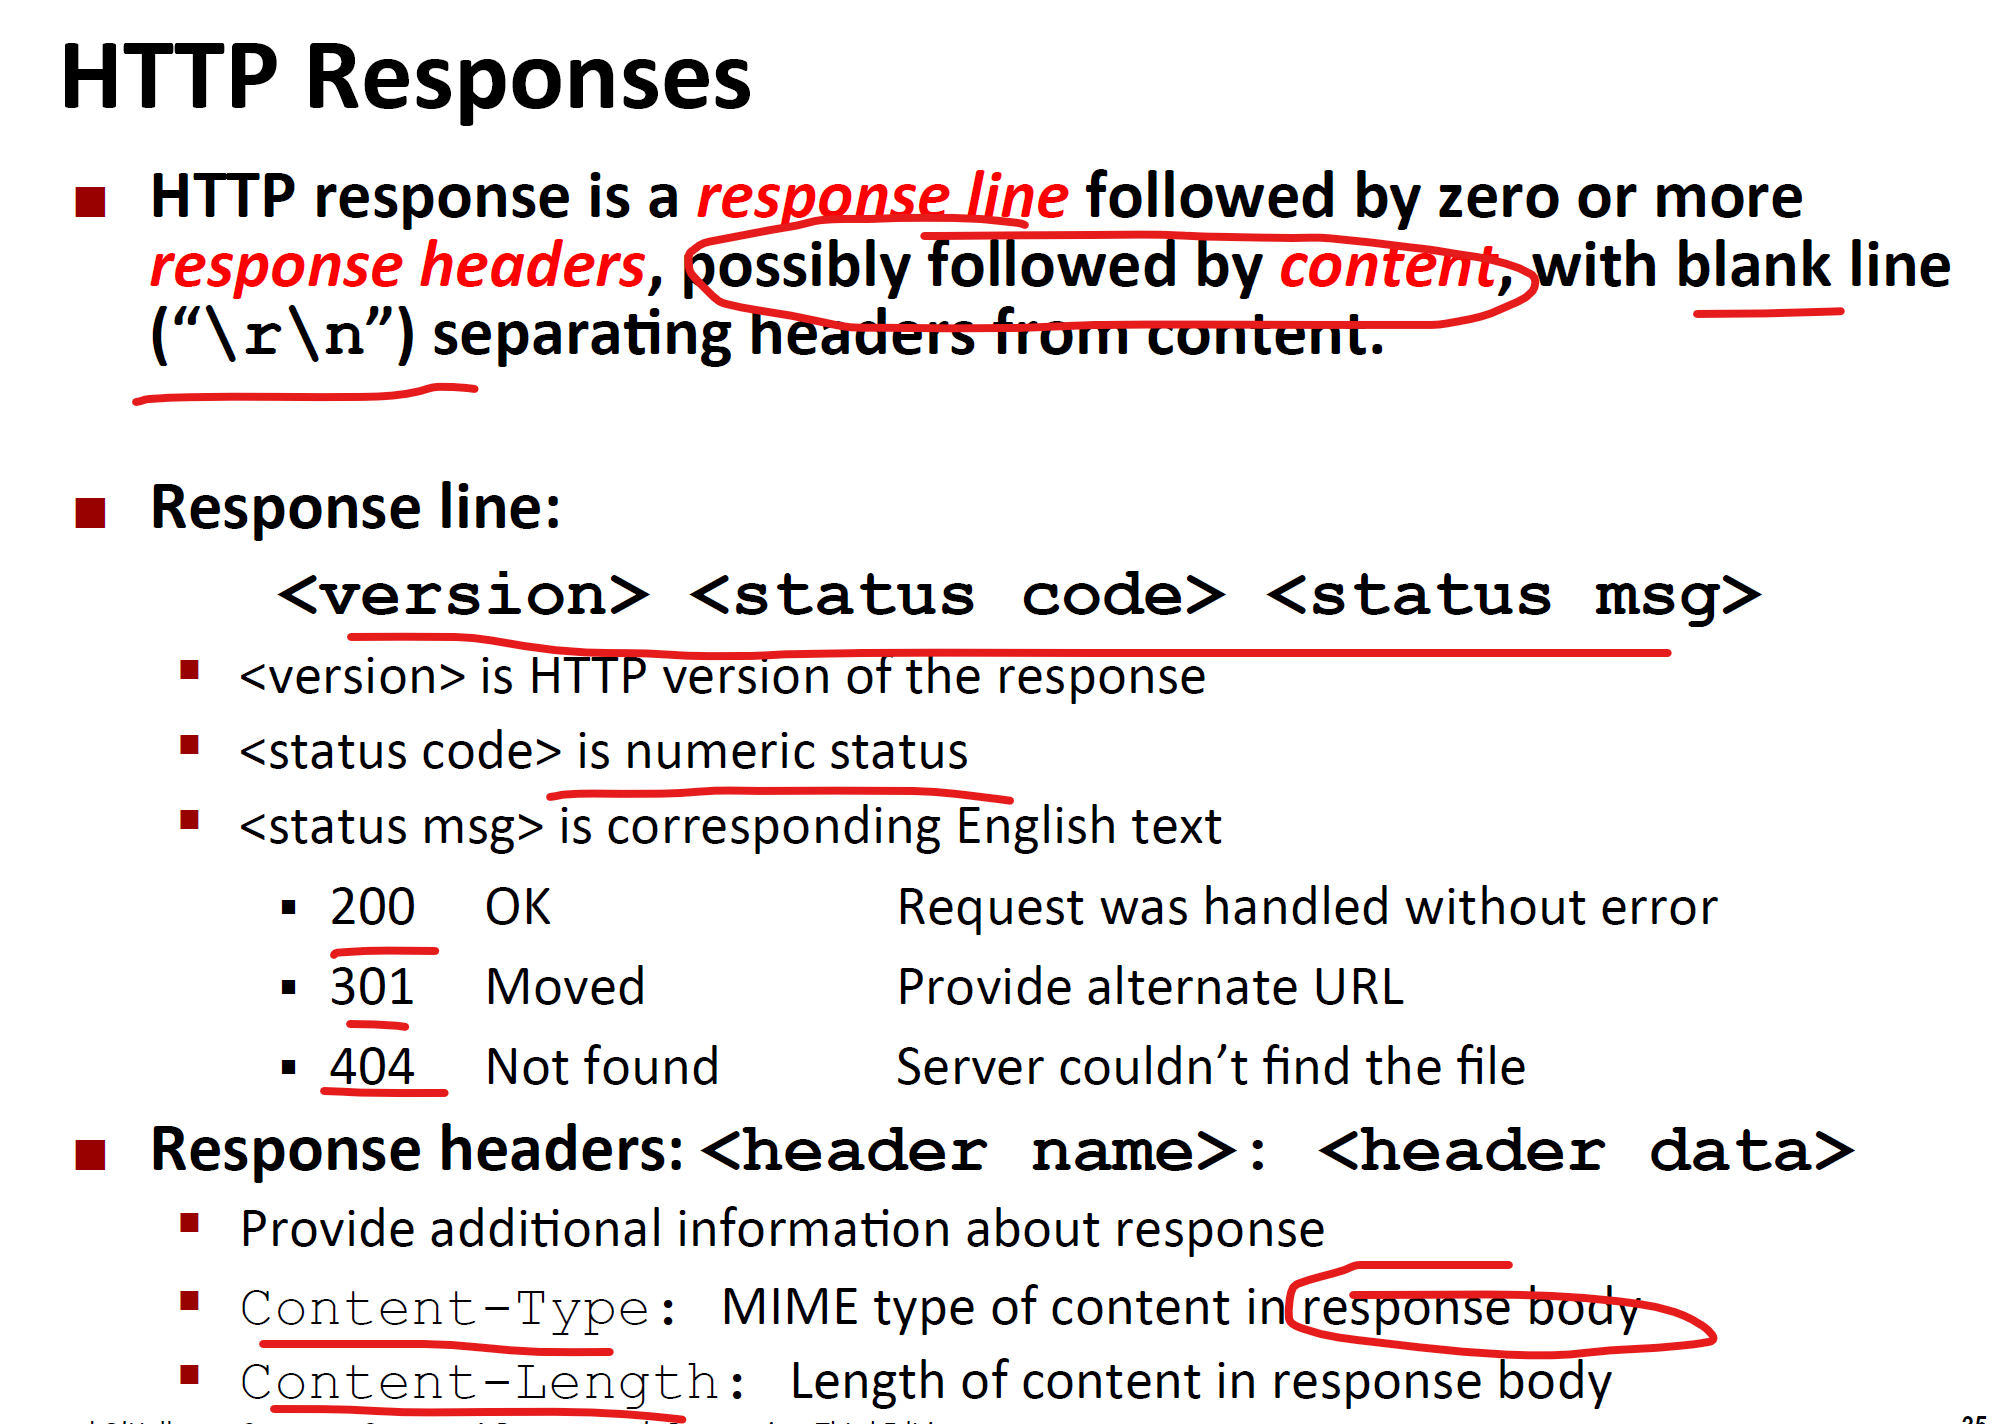 HTTP Responses
■ HTTP response is a response line followed by zero or more
response headers, possibly followed by content, with blank line
(“\r\n”) separating headers from content.
■ Response line:
<version> <status code> <status msg>
▪ <version> is HTTP version of the response
▪ <status code> is numeric status
▪ <status msg> is corresponding English text
▪ 200 OK Request was handled without error
▪ 301 Moved Provide alternate URL
▪ 404 Not found Server couldn’t find the file
■ Response headers: <header name>: <header data>
▪ Provide additional information about response
▪ Content-Type: MIME type of content in response body
▪ Content-Length: Length of content in response body